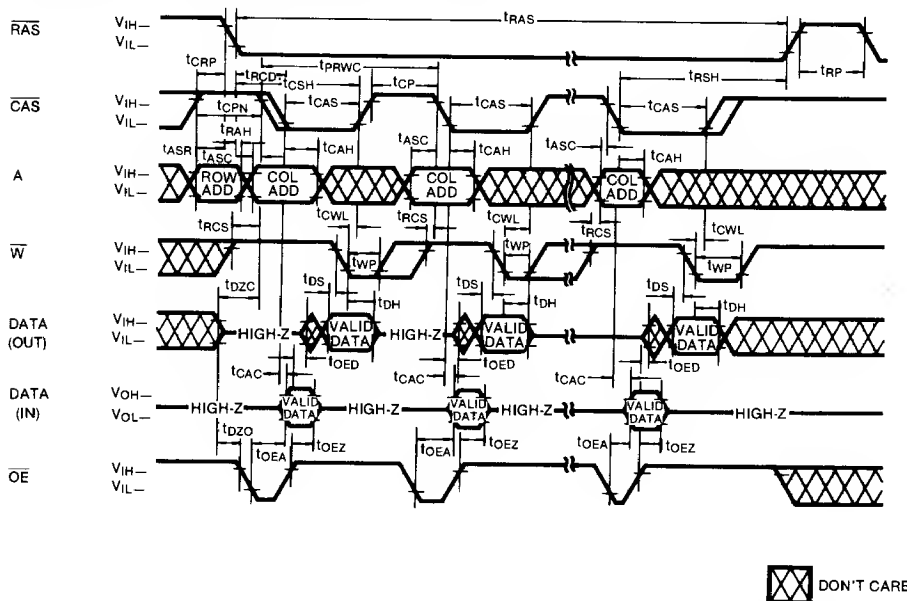 RAS VIH— VIL—
tRAS
tCRP tRCD tPRWC tCSH tCP tRSH tRP
CAS VIH— VIL—
tCPN tCAS tCAS tCAS
tRAH tASR tASC tCAH tASC tCAH tASC tCAH
A VIH— VIL—
ROW ADD COL ADD COL ADD COL ADD
tRCS tCWL tRCS tCWL tRCS tCWL
W VIH— VIL—
tWP tWP tWP
tDZC tDS tDH tDS tDH tDS tDH
DATA (OUT) VIH— VIL—
HIGH-Z VALID DATA HIGH-Z VALID DATA VALID DATA
tOED tOED tOED
tCAC tCAC tCAC
DATA (IN) VOH— VOL—
HIGH-Z VALID DATA HIGH-Z VALID DATA HIGH-Z VALID DATA HIGH-Z
tDZO tOEA tOEZ tOEA tOEZ tOEA tOEZ
OE VIH— VIL—
DON'T CARE